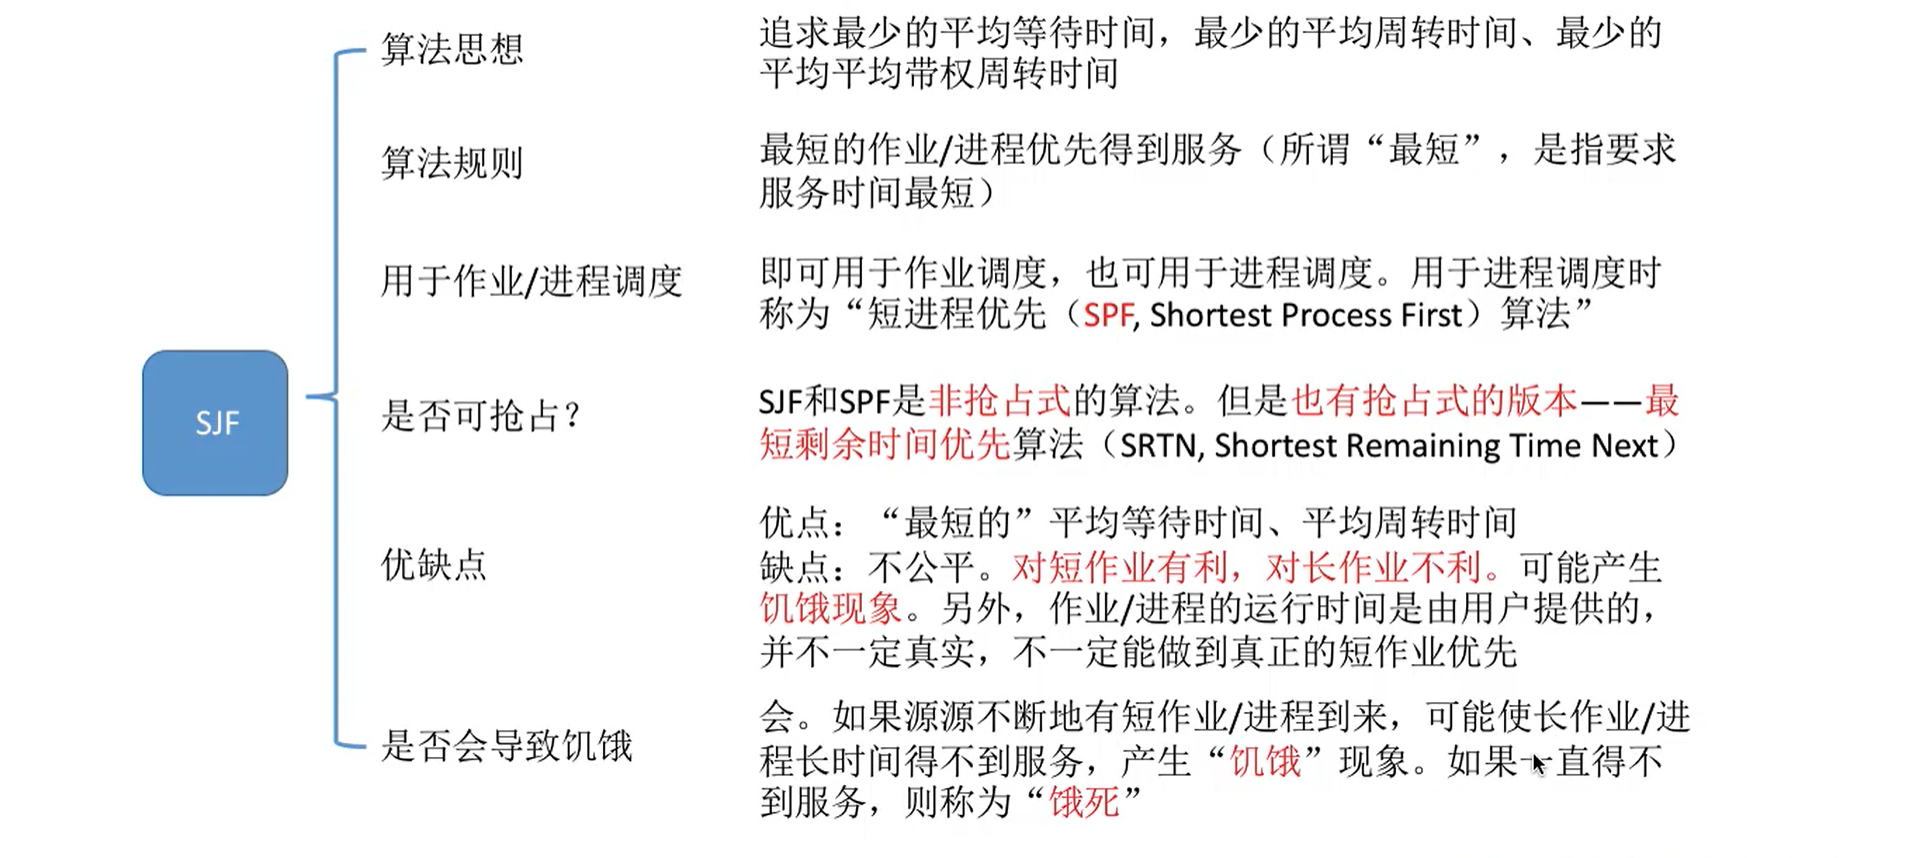 算法思想
追求最少的平均等待时间，最少的平均周转时间、最少的
平均平均带权周转时间
算法规则
最短的作业/进程优先得到服务（所谓“最短”，是指要求
服务时间最短）
用于作业/进程调度
即可用于作业调度，也可用于进程调度。用于进程调度时
称为“短进程优先（SPF, Shortest Process First）算法”
SJF
是否可抢占？
SJF和SPF是非抢占式的算法。但是也有抢占式的版本——最
短剩余时间优先算法（SRTN, Shortest Remaining Time Next）
优缺点
优点：“最短的”平均等待时间、平均周转时间
缺点：不公平。对短作业有利，对长作业不利。可能产生
饥饿现象。另外，作业/进程的运行时间是由用户提供的，
并不一定真实，不一定能做到真正的短作业优先
是否会导致饥饿
会。如果源源不断地有短作业/进程到来，可能使长作业/进
程长时间得不到服务，产生“饥饿”现象。如果一直得不
到服务，则称为“饿死”